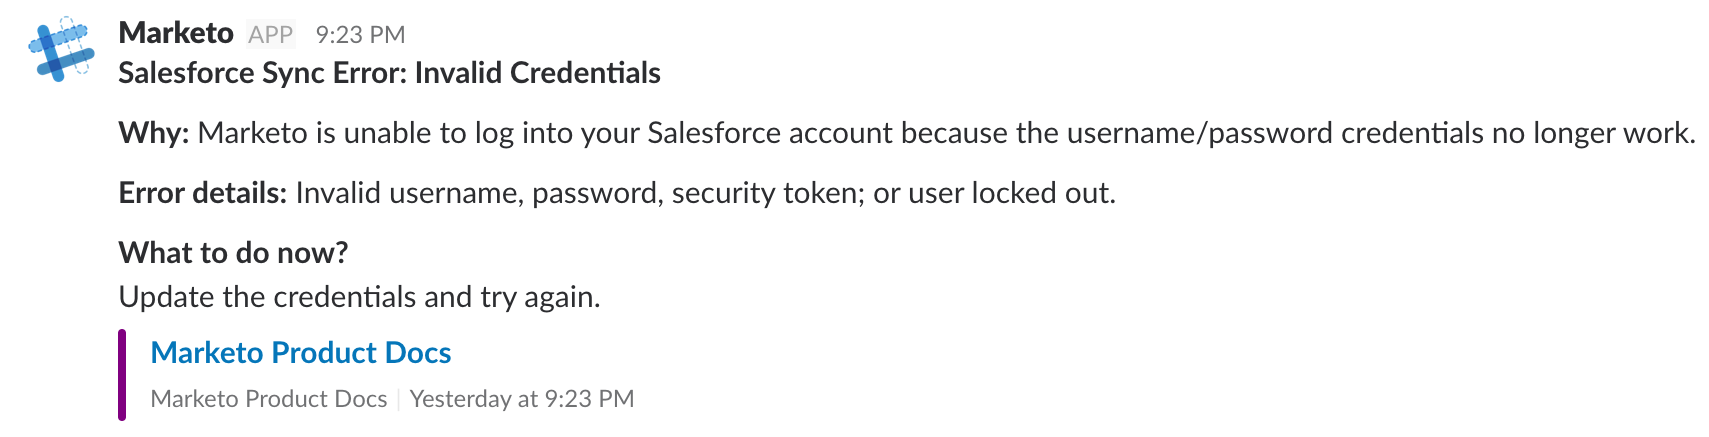 Marketo APP 9:23 PM
Salesforce Sync Error: Invalid Credentials
Why: Marketo is unable to log into your Salesforce account because the username/password credentials no longer work.
Error details: Invalid username, password, security token; or user locked out.
What to do now?
Update the credentials and try again.
Marketo Product Docs
Marketo Product Docs | Yesterday at 9:23 PM